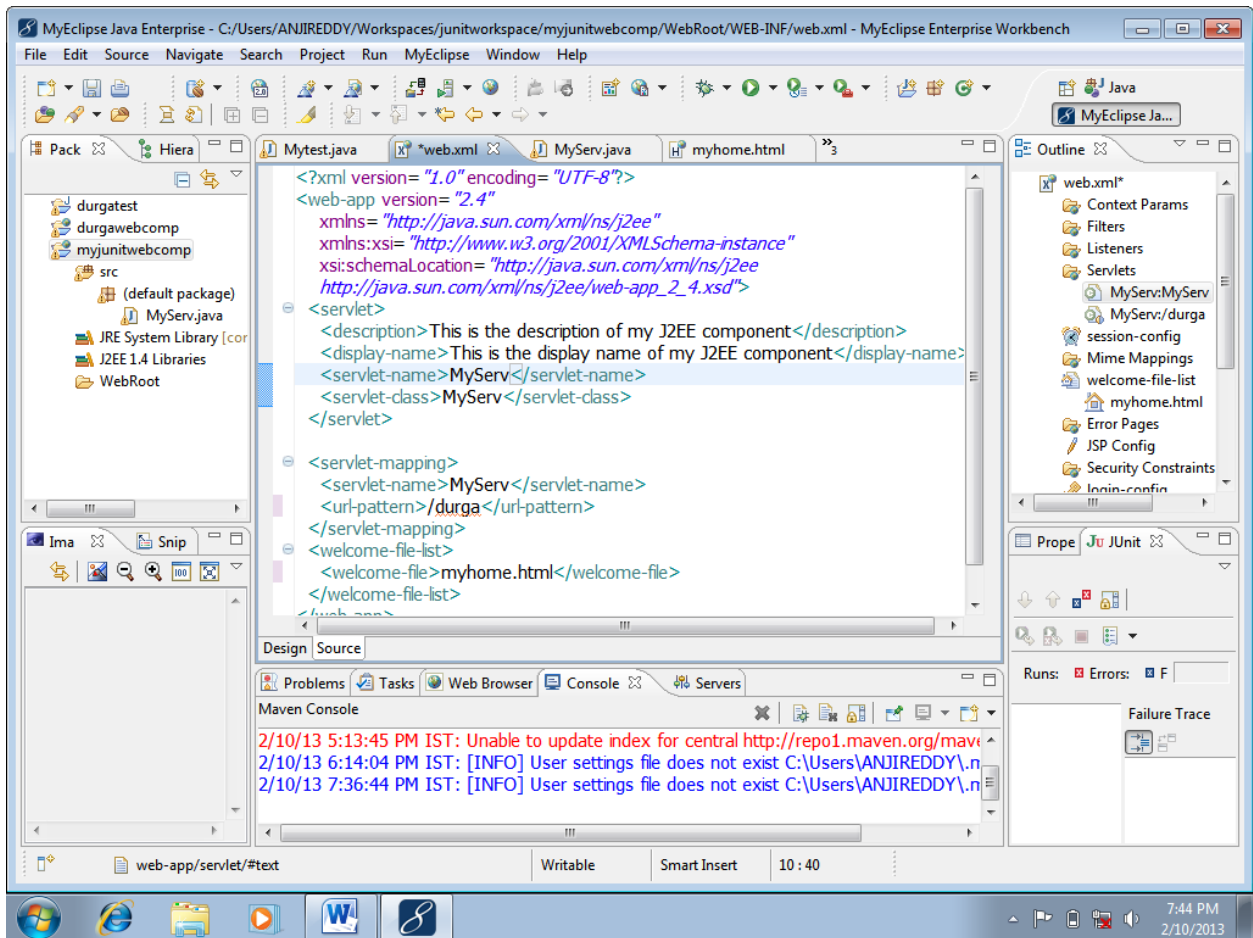 MyEclipse Java Enterprise - C:/Users/ANJIREDDY/Workspaces/junitworkspace/myjunitwebcomp/WebRoot/WEB-INF/web.xml - MyEclipse Enterprise Workbench
File Edit Source Navigate Search Project Run MyEclipse Window Help
Java
MyEclipse Ja...
Pack Hiera
durgatest
durgawebcomp
myjunitwebcomp
src
(default package)
MyServ.java
JRE System Library [cor
J2EE 1.4 Libraries
WebRoot
Ima Snip
Mytest.java *web.xml MyServ.java myhome.html »3
<?xml version="1.0" encoding="UTF-8"?>
<web-app version="2.4"
xmlns="http://java.sun.com/xml/ns/j2ee"
xmlns:xsi="http://www.w3.org/2001/XMLSchema-instance"
xsi:schemaLocation="http://java.sun.com/xml/ns/j2ee
http://java.sun.com/xml/ns/j2ee/web-app_2_4.xsd">
<servlet>
<description>This is the description of my J2EE component</description>
<display-name>This is the display name of my J2EE component</display-name>
<servlet-name>MyServ</servlet-name>
<servlet-class>MyServ</servlet-class>
</servlet>
<servlet-mapping>
<servlet-name>MyServ</servlet-name>
<url-pattern>/durga</url-pattern>
</servlet-mapping>
<welcome-file-list>
<welcome-file>myhome.html</welcome-file>
</welcome-file-list>
</web-app>
Design Source
Outline
web.xml*
Context Params
Filters
Listeners
Servlets
MyServ:MyServ
MyServ:/durga
session-config
Mime Mappings
welcome-file-list
myhome.html
Error Pages
JSP Config
Security Constraints
login-config
Prope JUnit
Runs: Errors: F
Failure Trace
Problems Tasks Web Browser Console Servers
Maven Console
2/10/13 5:13:45 PM IST: Unable to update index for central http://repo1.maven.org/mave
2/10/13 6:14:04 PM IST: [INFO] User settings file does not exist C:\Users\ANJIREDDY\.m
2/10/13 7:36:44 PM IST: [INFO] User settings file does not exist C:\Users\ANJIREDDY\.m
web-app/servlet/#text Writable Smart Insert 10 : 40
7:44 PM
2/10/2013